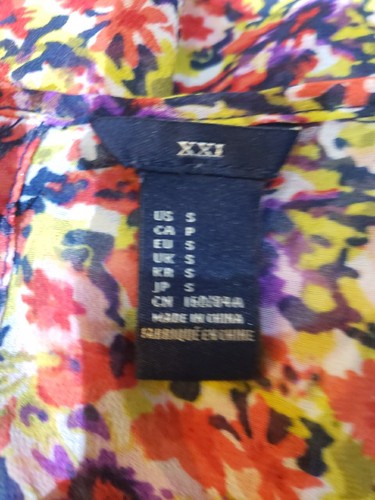 XXI
US S
CA P
EU S
UK S
KR S
JP S
CN 160/84A
MADE IN CHINA
FABRIQUÉ EN CHINE